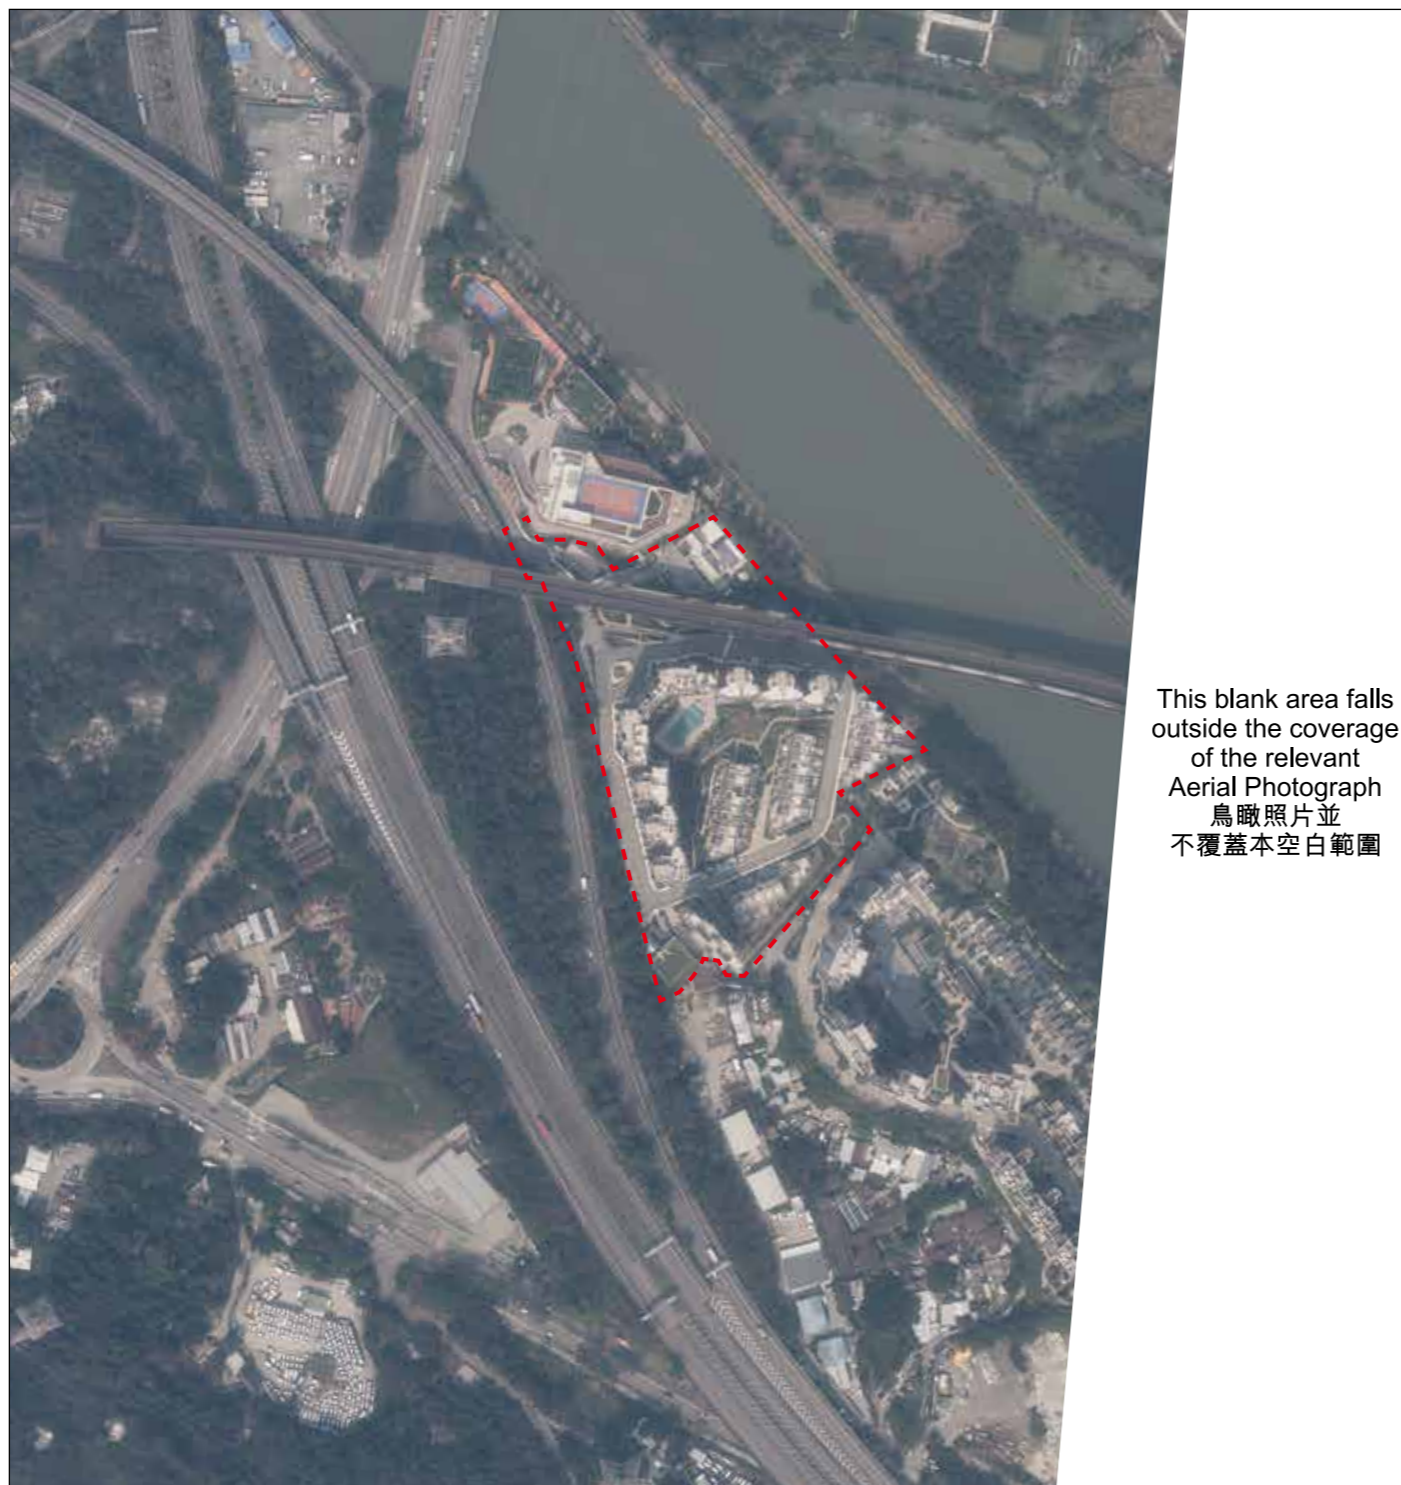 This blank area falls
outside the coverage
of the relevant
Aerial Photograph
鳥瞰照片並
不覆蓋本空白範圍